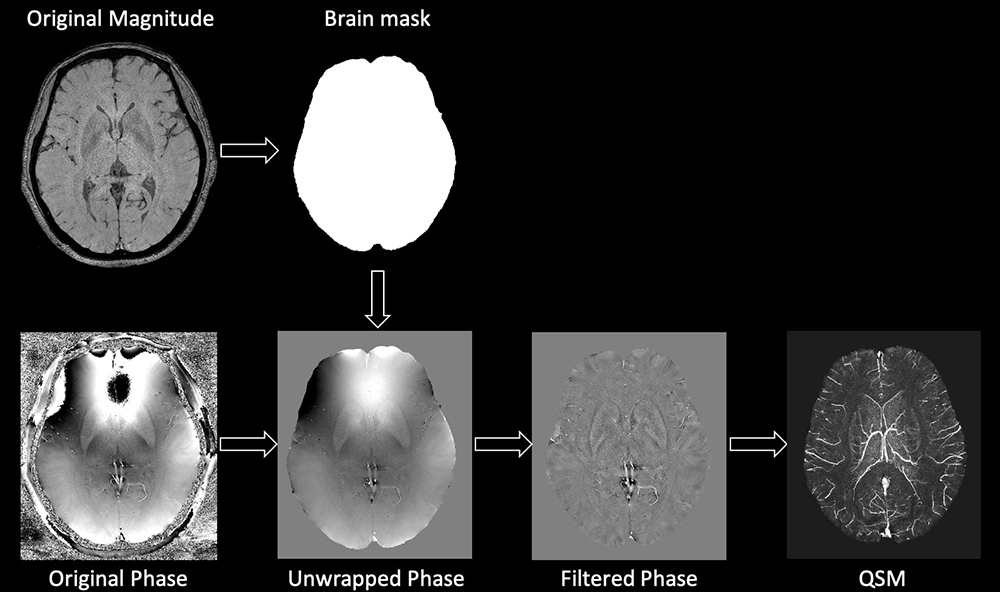 Original Magnitude
Brain mask
Original Phase
Unwrapped Phase
Filtered Phase
QSM